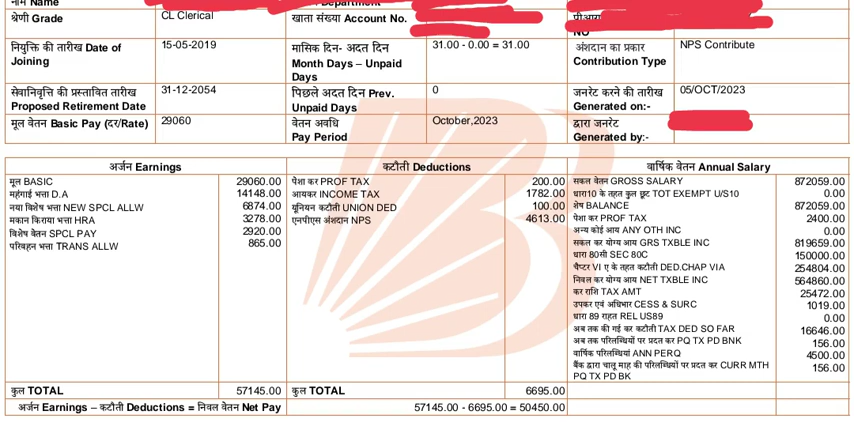 नाम Name
Department
श्रेणी Grade CL Clerical खाता संख्या Account No. पीआरए
NO
नियुक्ति की तारीख Date of Joining 15-05-2019 मासिक दिन- अदत दिन Month Days – Unpaid Days 31.00 - 0.00 = 31.00 अंशदान का प्रकार Contribution Type NPS Contribute
सेवानिवृत्ति की प्रस्तावित तारीख Proposed Retirement Date 31-12-2054 पिछले अदत दिन Prev. Unpaid Days 0 जनरेट करने की तारीख Generated on:- 05/OCT/2023
मूल वेतन Basic Pay (दर/Rate) 29060 वेतन अवधि Pay Period October,2023 द्वारा जनरेट Generated by:-
अर्जन Earnings कटौती Deductions वार्षिक वेतन Annual Salary
मूल BASIC 29060.00 पेशा कर PROF TAX 200.00 सकल वेतन GROSS SALARY 872059.00
महंगाई भत्ता D.A 14148.00 आयकर INCOME TAX 1782.00 धारा10 के तहत कुल छूट TOT EXEMPT U/S10 0.00
नया विशेष भत्ता NEW SPCL ALLW 6874.00 यूनियन कटौती UNION DED 100.00 शेष BALANCE 872059.00
मकान किराया भत्ता HRA 3278.00 एनपीएस अंशदान NPS 4613.00 पेशा कर PROF TAX 2400.00
विशेष वेतन SPCL PAY 2920.00 अन्य कोई आय ANY OTH INC 0.00
परिवहन भत्ता TRANS ALLW 865.00 सकल कर योग्य आय GRS TXBLE INC 819659.00
धारा 80सी SEC 80C 150000.00
चैप्टर VI ए के तहत कटौती DED.CHAP VIA 254804.00
निवल कर योग्य आय NET TXBLE INC 564860.00
कर राशि TAX AMT 25472.00
उपकर एवं अधिभार CESS & SURC 1019.00
धारा 89 राहत REL US89 0.00
अब तक की गई कर कटौती TAX DED SO FAR 16646.00
अब तक परिलब्धियों पर प्रदत कर PQ TX PD BNK 156.00
वार्षिक परिलब्धियां ANN PERQ 4500.00
बैंक द्वारा चालू माह की परिलब्धियों पर प्रदत कर CURR MTH PQ TX PD BK 156.00
कुल TOTAL 57145.00 कुल TOTAL 6695.00
अर्जन Earnings – कटौती Deductions = निवल वेतन Net Pay 57145.00 - 6695.00 = 50450.00